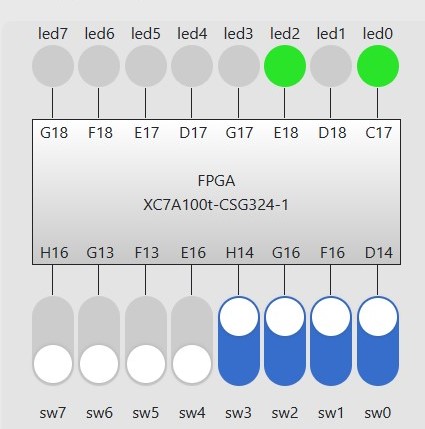 led7 led6 led5 led4 led3 led2 led1 led0
G18 F18 E17 D17 G17 E18 D18 C17
FPGA
XC7A100t-CSG324-1
H16 G13 F13 E16 H14 G16 F16 D14
sw7 sw6 sw5 sw4 sw3 sw2 sw1 sw0